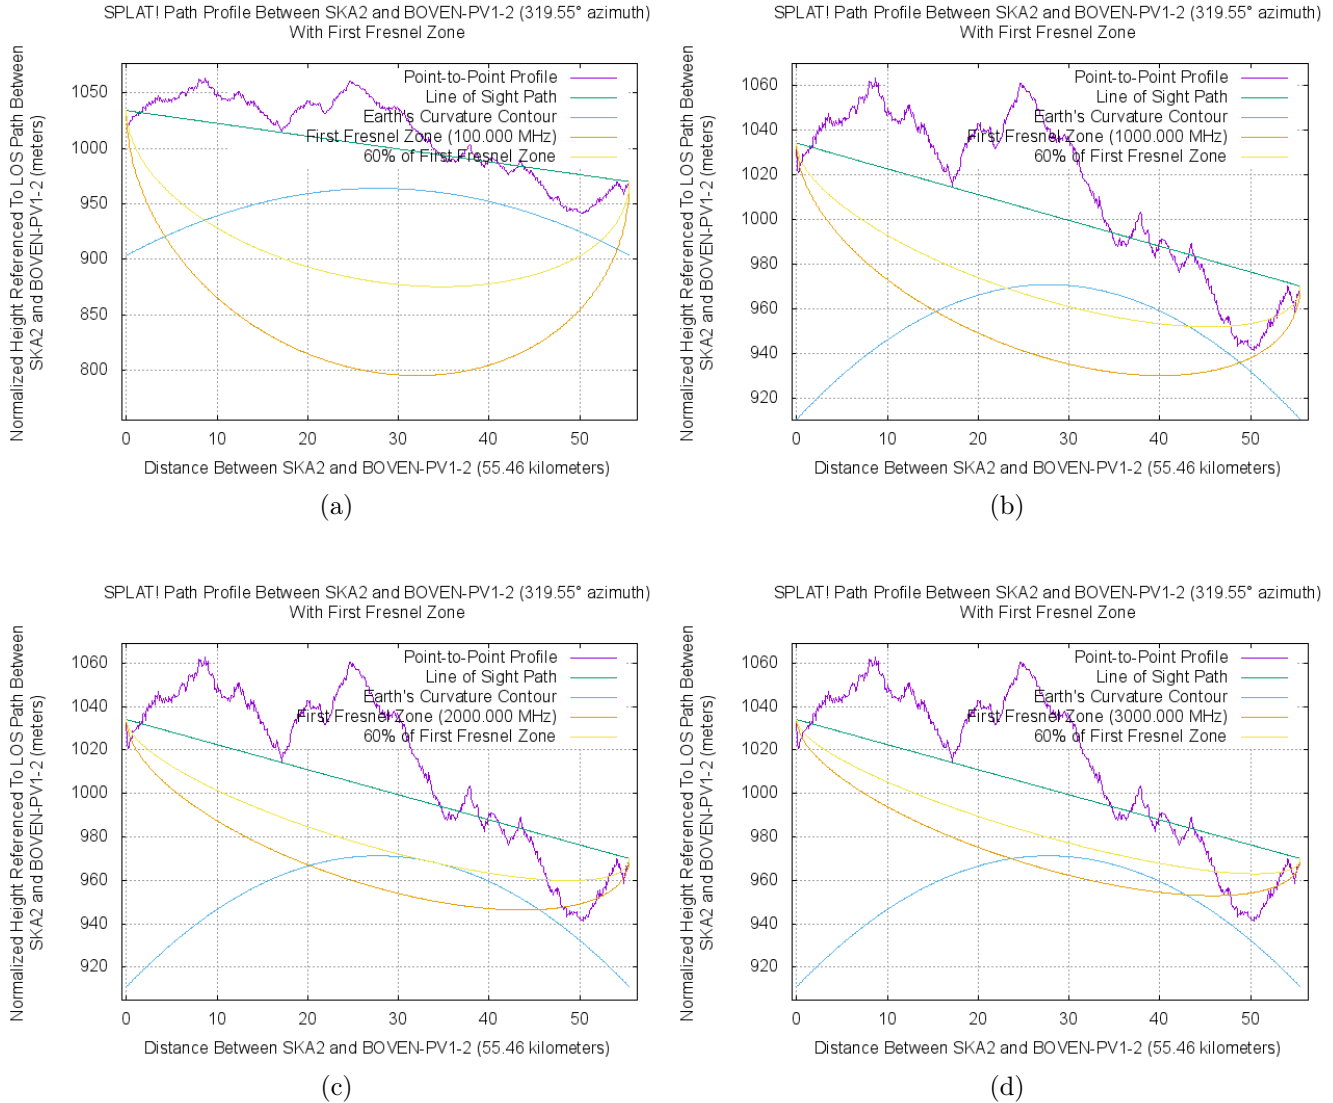 SPLAT! Path Profile Between SKA2 and BOVEN-PV1-2 (319.55° azimuth)
With First Fresnel Zone
Normalized Height Referenced To LOS Path Between
SKA2 and BOVEN-PV1-2 (meters)
Point-to-Point Profile
Line of Sight Path
Earth's Curvature Contour
First Fresnel Zone (100.000 MHz)
60% of First Fresnel Zone
1050
1000
950
900
850
800
0 10 20 30 40 50
Distance Between SKA2 and BOVEN-PV1-2 (55.46 kilometers)
(a)
SPLAT! Path Profile Between SKA2 and BOVEN-PV1-2 (319.55° azimuth)
With First Fresnel Zone
Normalized Height Referenced To LOS Path Between
SKA2 and BOVEN-PV1-2 (meters)
Point-to-Point Profile
Line of Sight Path
Earth's Curvature Contour
First Fresnel Zone (1000.000 MHz)
60% of First Fresnel Zone
1060
1040
1020
1000
980
960
940
920
0 10 20 30 40 50
Distance Between SKA2 and BOVEN-PV1-2 (55.46 kilometers)
(b)
SPLAT! Path Profile Between SKA2 and BOVEN-PV1-2 (319.55° azimuth)
With First Fresnel Zone
Normalized Height Referenced To LOS Path Between
SKA2 and BOVEN-PV1-2 (meters)
Point-to-Point Profile
Line of Sight Path
Earth's Curvature Contour
First Fresnel Zone (2000.000 MHz)
60% of First Fresnel Zone
1060
1040
1020
1000
980
960
940
920
0 10 20 30 40 50
Distance Between SKA2 and BOVEN-PV1-2 (55.46 kilometers)
(c)
SPLAT! Path Profile Between SKA2 and BOVEN-PV1-2 (319.55° azimuth)
With First Fresnel Zone
Normalized Height Referenced To LOS Path Between
SKA2 and BOVEN-PV1-2 (meters)
Point-to-Point Profile
Line of Sight Path
Earth's Curvature Contour
First Fresnel Zone (3000.000 MHz)
60% of First Fresnel Zone
1060
1040
1020
1000
980
960
940
920
0 10 20 30 40 50
Distance Between SKA2 and BOVEN-PV1-2 (55.46 kilometers)
(d)